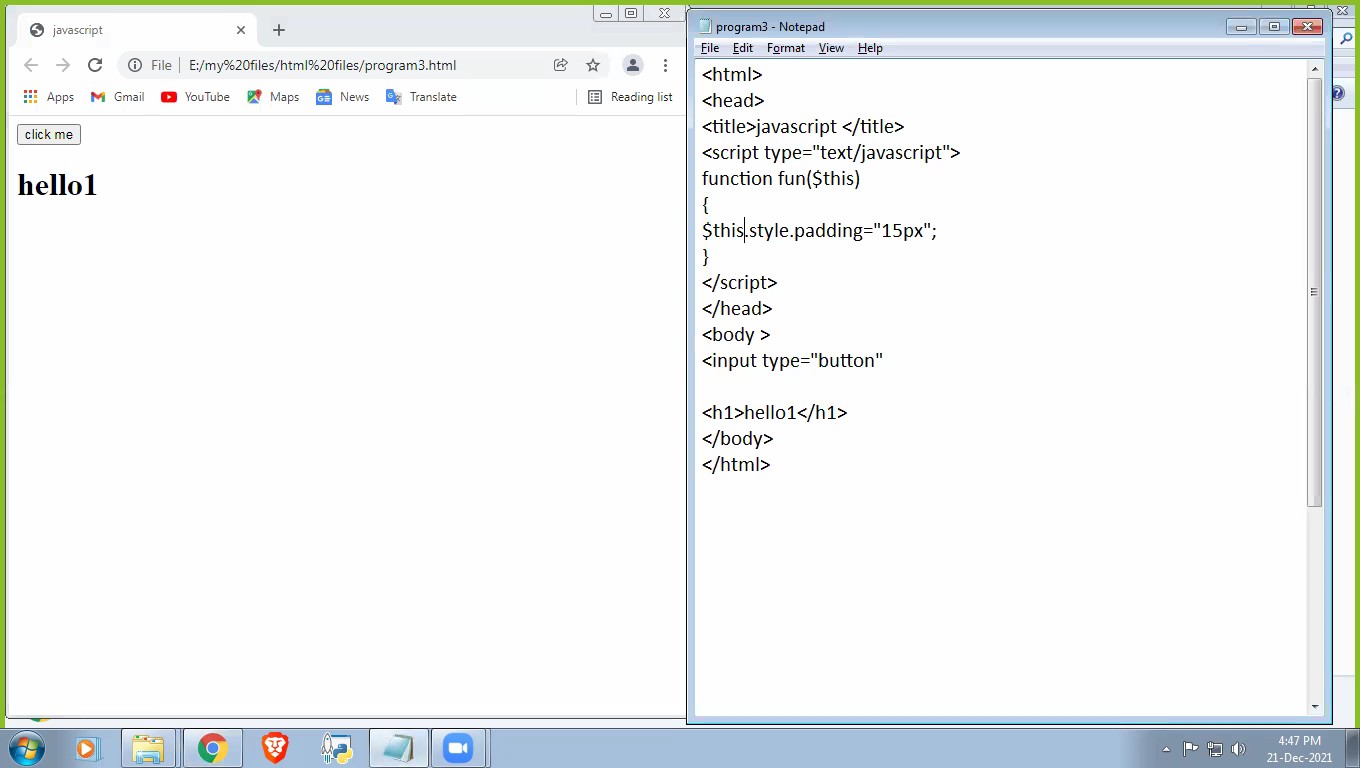 javascript
File E:/my%20files/html%20files/program3.html
Apps Gmail YouTube Maps News Translate Reading list
click me
hello1
program3 - Notepad
File Edit Format View Help
<html>
<head>
<title>javascript </title>
<script type="text/javascript">
function fun($this)
{
$this.style.padding="15px";
}
</script>
</head>
<body >
<input type="button"
<h1>hello1</h1>
</body>
</html>
4:47 PM
21-Dec-2021